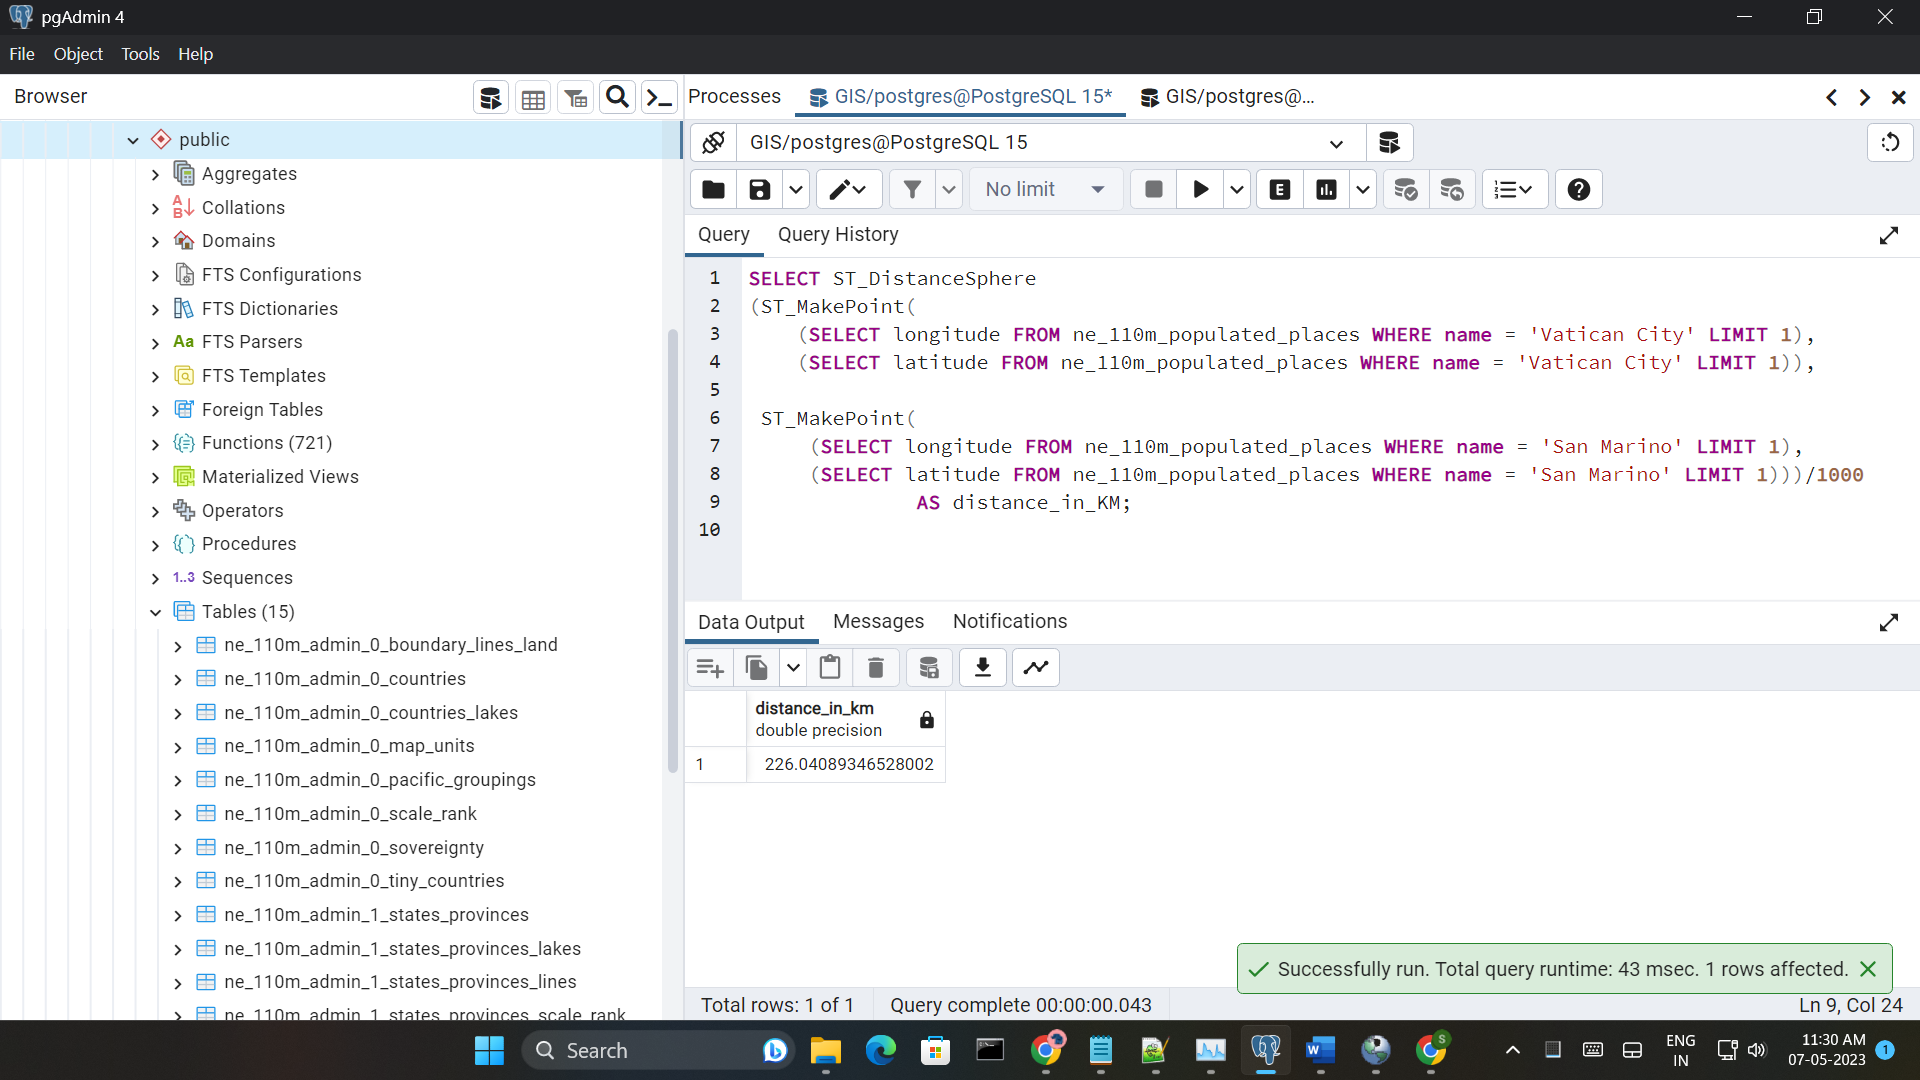 pgAdmin 4
File Object Tools Help
Browser
Processes
GIS/postgres@PostgreSQL 15*
GIS/postgres@...
public
Aggregates
Collations
Domains
FTS Configurations
FTS Dictionaries
Aa FTS Parsers
FTS Templates
Foreign Tables
Functions (721)
Materialized Views
Operators
Procedures
1..3 Sequences
Tables (15)
ne_110m_admin_0_boundary_lines_land
ne_110m_admin_0_countries
ne_110m_admin_0_countries_lakes
ne_110m_admin_0_map_units
ne_110m_admin_0_pacific_groupings
ne_110m_admin_0_scale_rank
ne_110m_admin_0_sovereignty
ne_110m_admin_0_tiny_countries
ne_110m_admin_1_states_provinces
ne_110m_admin_1_states_provinces_lakes
ne_110m_admin_1_states_provinces_lines
ne_110m_admin_1_states_provinces_scale_rank
GIS/postgres@PostgreSQL 15
No limit
E
Query Query History
1 SELECT ST_DistanceSphere
2 (ST_MakePoint(
3 (SELECT longitude FROM ne_110m_populated_places WHERE name = 'Vatican City' LIMIT 1),
4 (SELECT latitude FROM ne_110m_populated_places WHERE name = 'Vatican City' LIMIT 1)),
5
6 ST_MakePoint(
7 (SELECT longitude FROM ne_110m_populated_places WHERE name = 'San Marino' LIMIT 1),
8 (SELECT latitude FROM ne_110m_populated_places WHERE name = 'San Marino' LIMIT 1)))/1000
9 AS distance_in_KM;
10
Data Output Messages Notifications
distance_in_km
double precision
1 226.04089346528002
Successfully run. Total query runtime: 43 msec. 1 rows affected.
Total rows: 1 of 1 Query complete 00:00:00.043 Ln 9, Col 24
Search
ENG
IN
11:30 AM
07-05-2023
1